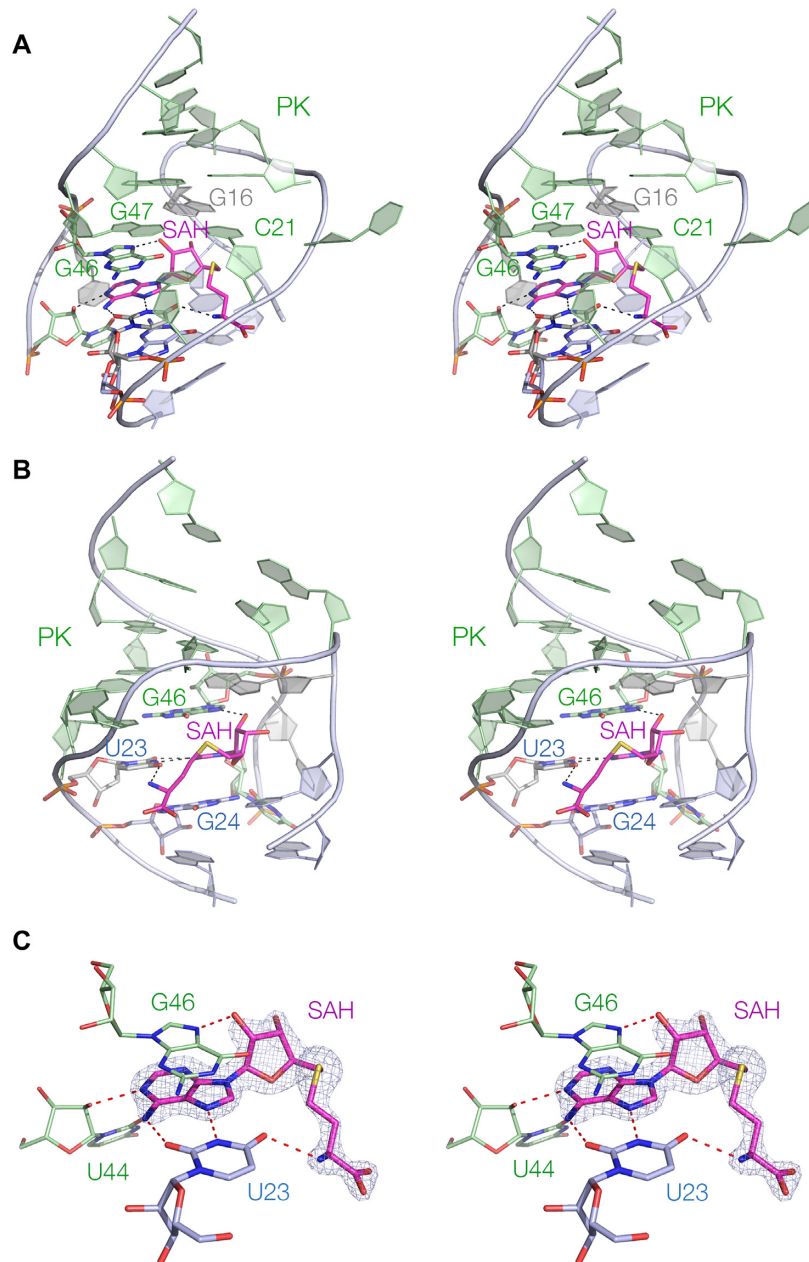 A
PK PK
G47 G16 G47 G16
SAH C21 SAH C21
G46 G46
B
PK PK
G46 G46
SAH SAH
U23 U23
G24 G24
C
G46 SAH G46 SAH
U44 U23 U44 U23